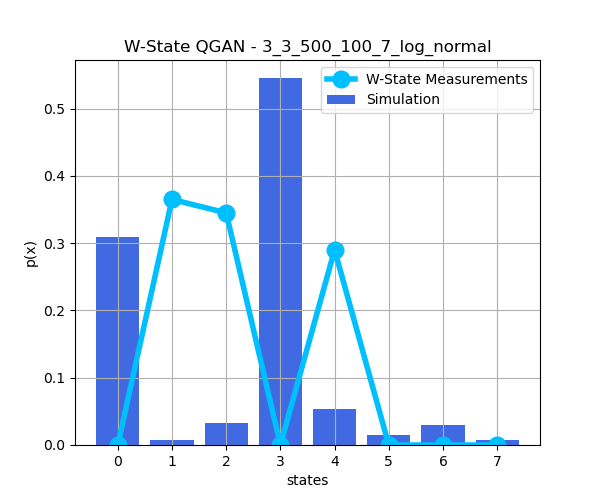 W-State QGAN - 3_3_500_100_7_log_normal
W-State Measurements
Simulation
0.5
0.4
0.3
0.2
0.1
0.0
p(x)
0 1 2 3 4 5 6 7
states